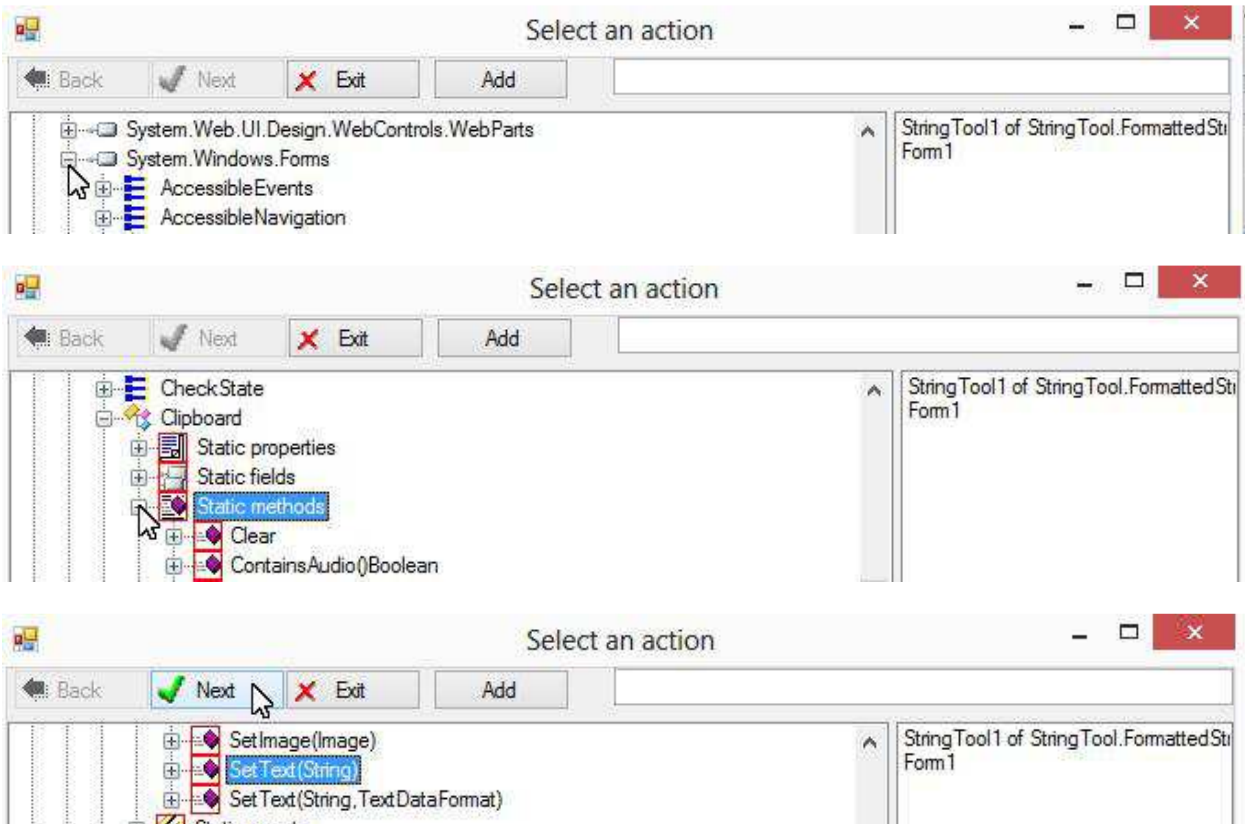 Select an action
Back Next Exit Add
System.Web.UI.Design.WebControls.WebParts
System.Windows.Forms
AccessibleEvents
AccessibleNavigation
StringTool1 of StringTool.FormattedStr
Form1
Select an action
Back Next Exit Add
CheckState
Clipboard
Static properties
Static fields
Static methods
Clear
ContainsAudio()Boolean
StringTool1 of StringTool.FormattedStr
Form1
Select an action
Back Next Exit Add
SetImage(Image)
SetText(String)
SetText(String,TextDataFormat)
StringTool1 of StringTool.FormattedStr
Form1